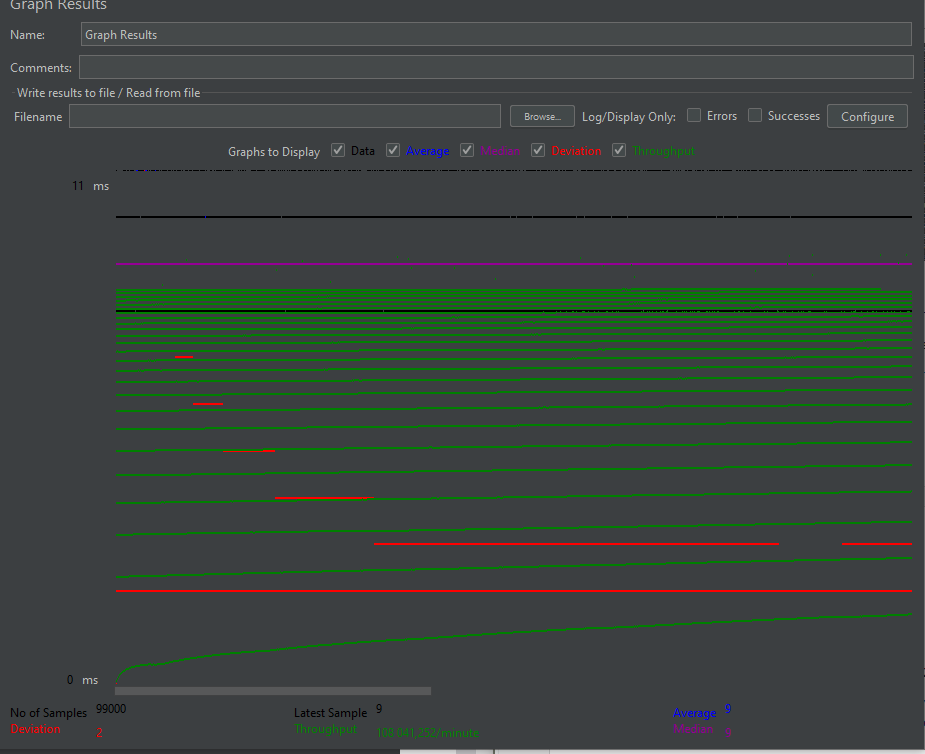 Graph Results
Name: Graph Results
Comments:
Write results to file / Read from file
Filename Browse... Log/Display Only: Errors Successes Configure
Graphs to Display Data Average Median Deviation Throughput
11 ms
0 ms
No of Samples 99000 Latest Sample 9 Average 9
Deviation 2 Throughput 108 041,252/minute Median